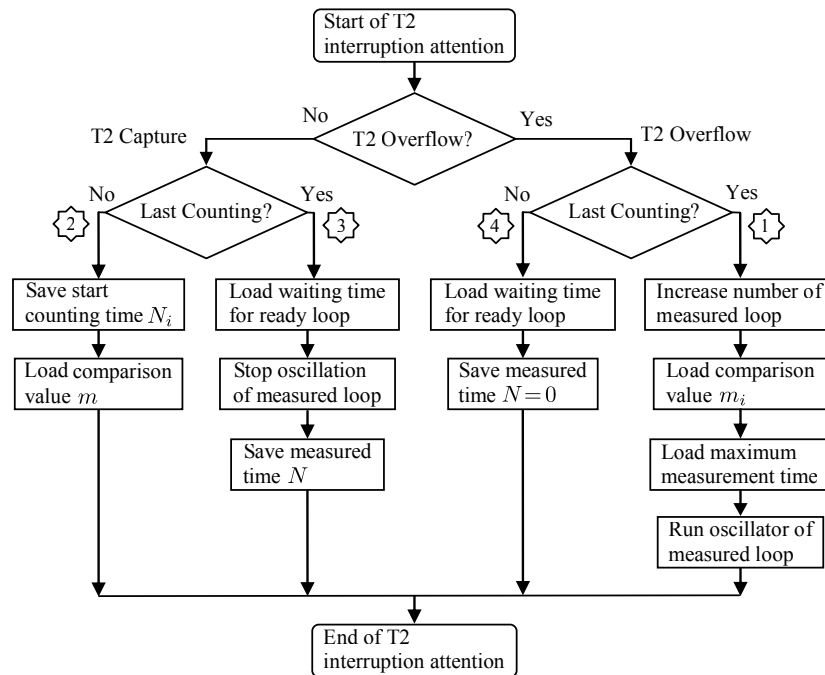 Start of T2
interruption attention
No
Yes
T2 Capture
T2 Overflow?
T2 Overflow
No
Yes
No
Yes
2
Last Counting?
3
4
Last Counting?
1
Save start
counting time N_i
Load waiting time
for ready loop
Load waiting time
for ready loop
Increase number of
measured loop
Load comparison
value m
Stop oscillation
of measured loop
Save measured
time N = 0
Load comparison
value m_i
Save measured
time N
Load maximum
measurement time
Run oscillator of
measured loop
End of T2
interruption attention